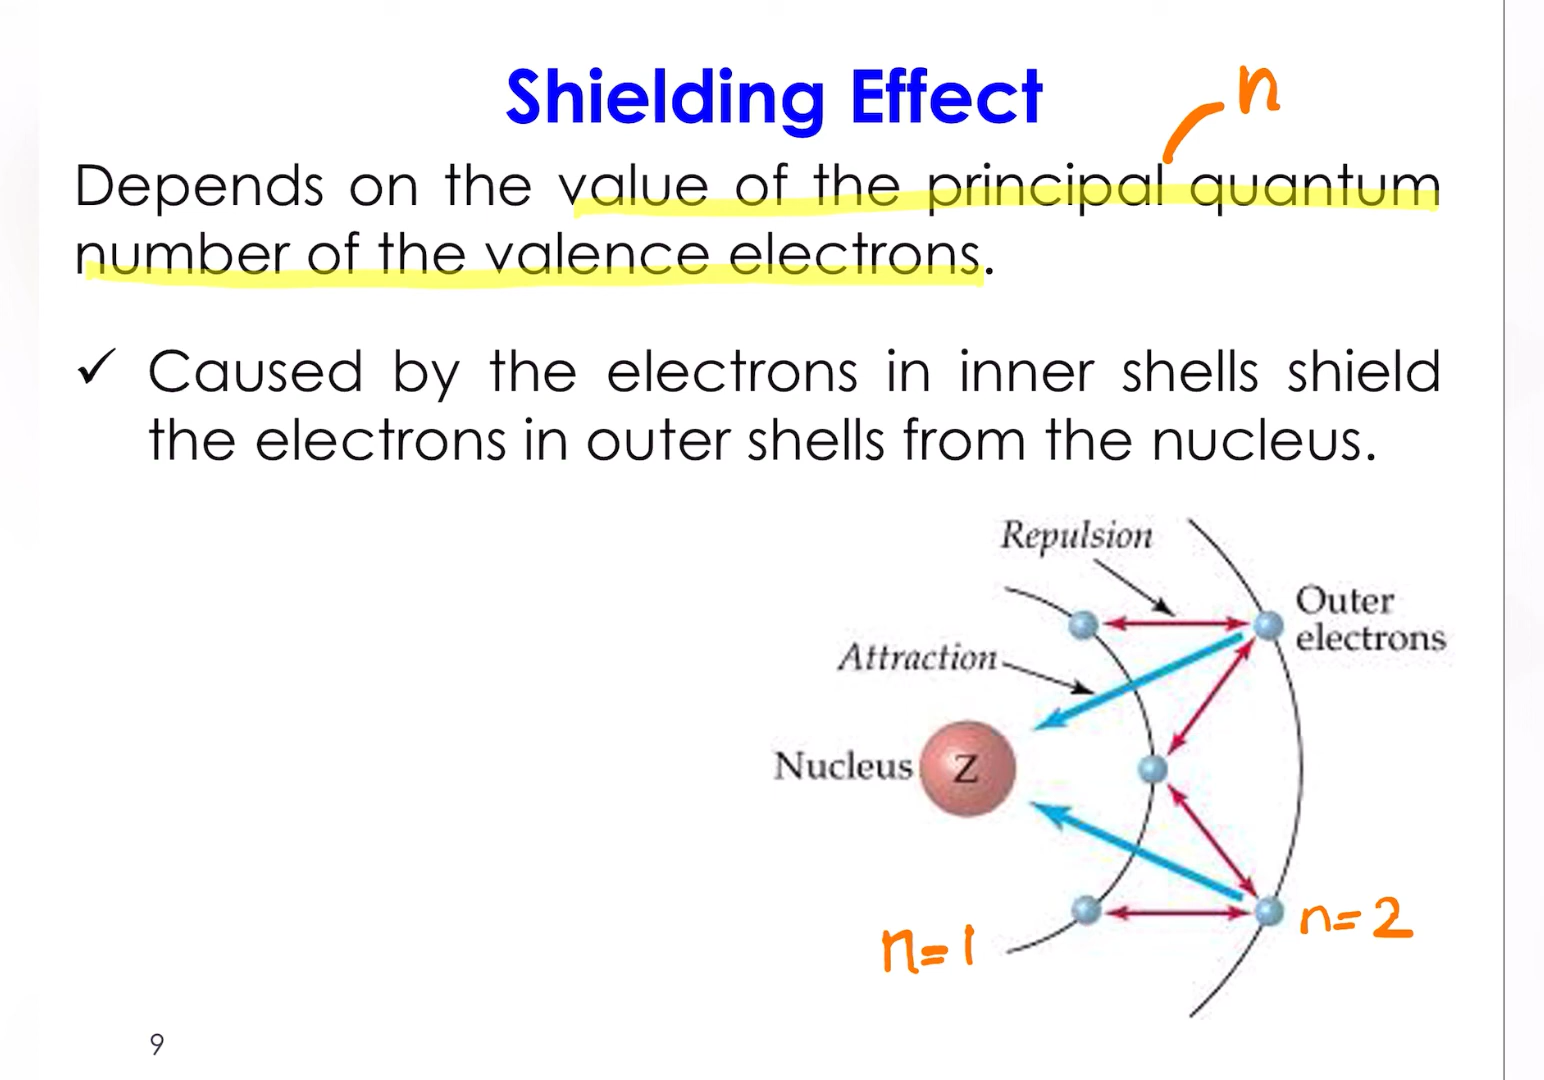 Shielding Effect
n
Depends on the value of the principal quantum
number of the valence electrons.
✓ Caused by the electrons in inner shells shield
the electrons in outer shells from the nucleus.
Repulsion
Outer
electrons
Attraction
Nucleus
Z
n=1
n=2
9